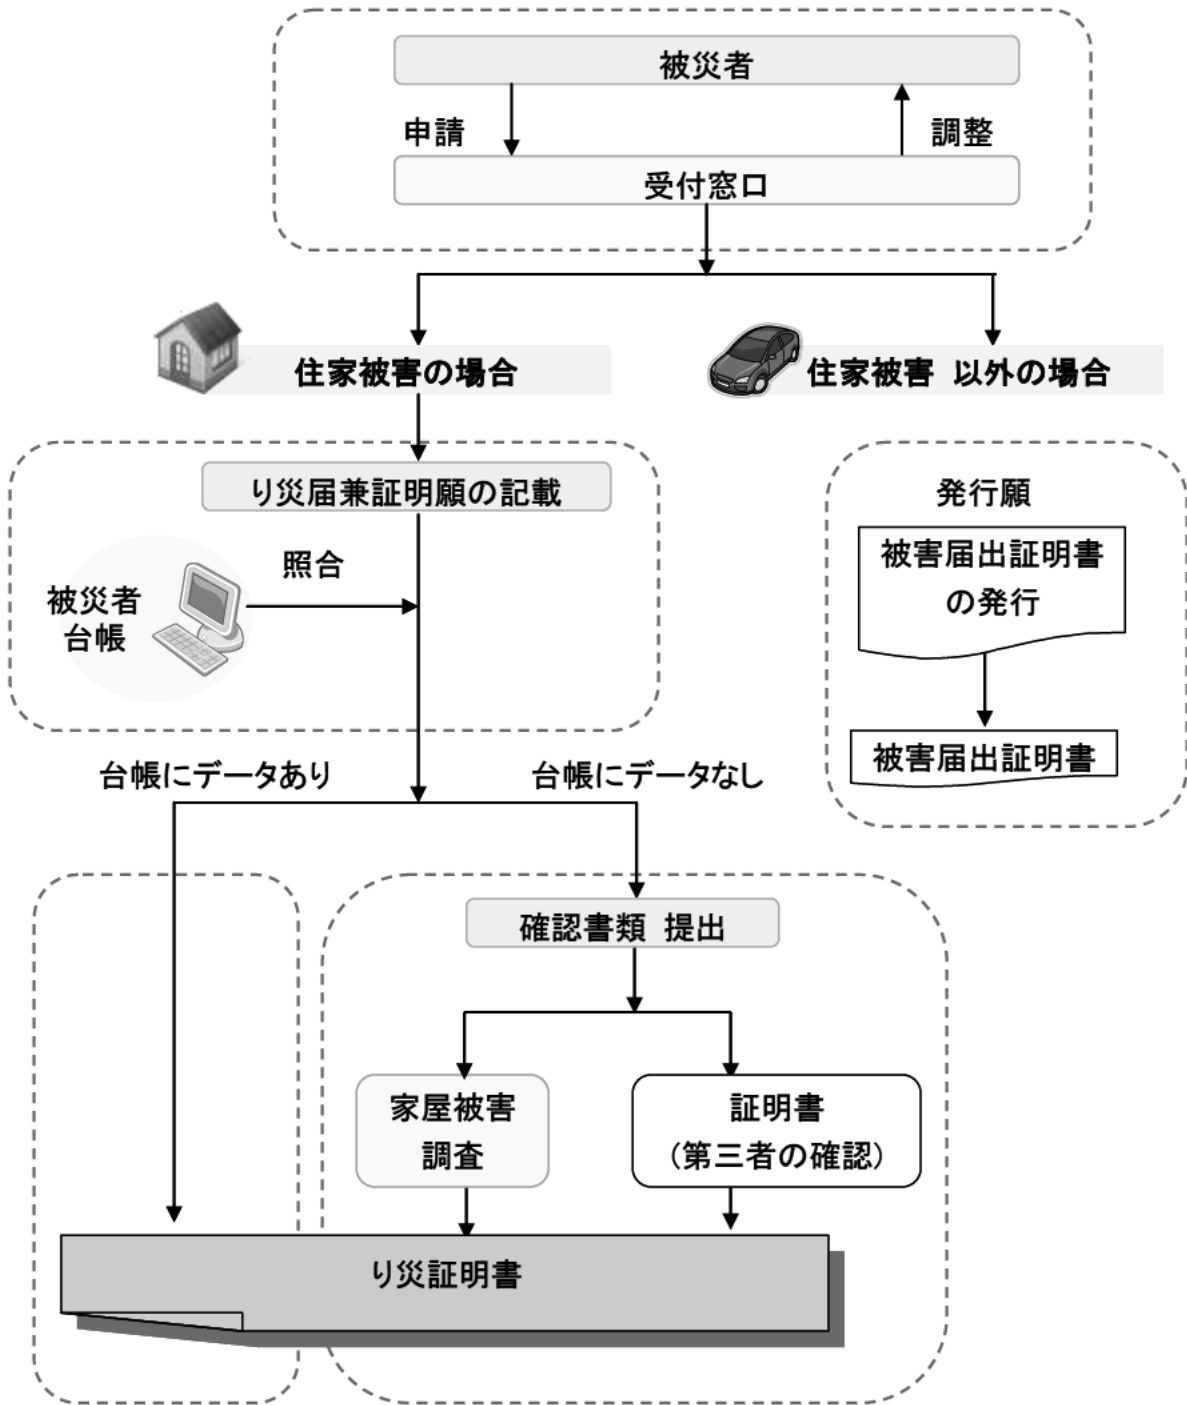 被災者
申請
調整
受付窓口
住家被害の場合
住家被害 以外の場合
り災届兼証明願の記載
照合
被災者
台帳
発行願
被害届出証明書
の発行
被害届出証明書
台帳にデータあり
台帳にデータなし
確認書類 提出
家屋被害
調査
証明書
(第三者の確認)
り災証明書